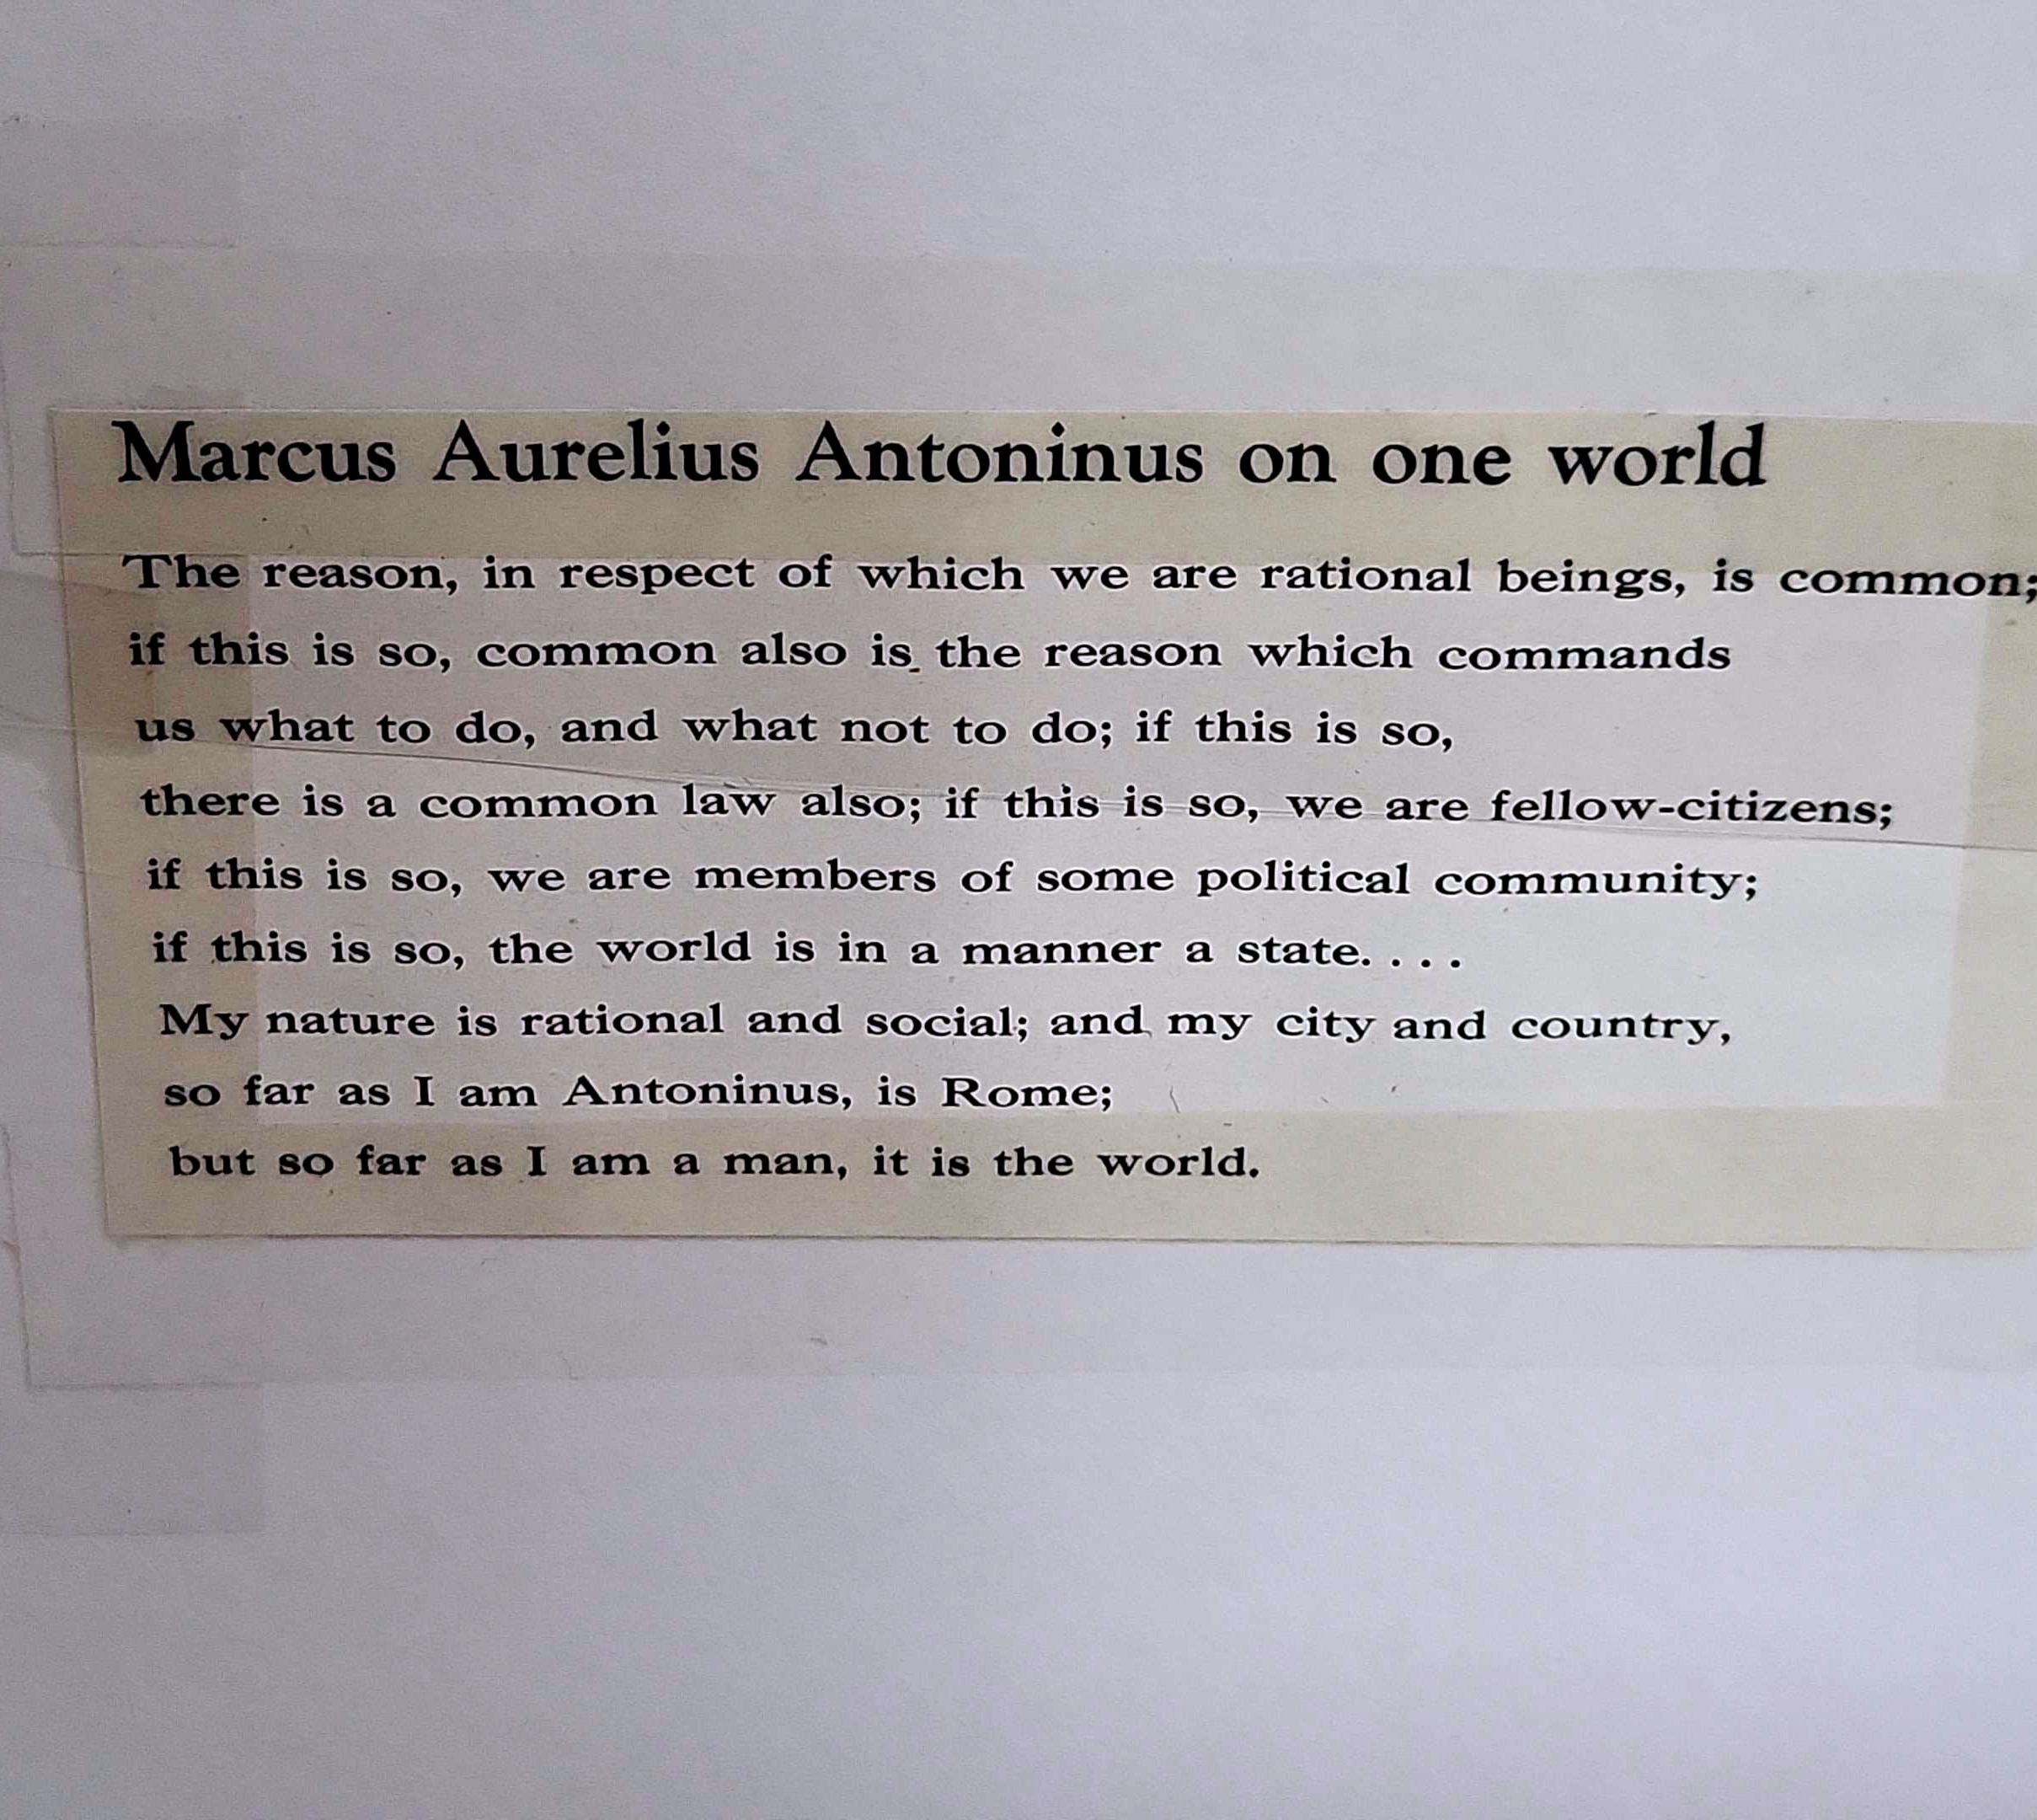 Marcus Aurelius Antoninus on one world
The reason, in respect of which we are rational beings, is common;
if this is so, common also is the reason which commands
us what to do, and what not to do; if this is so,
there is a common law also; if this is so, we are fellow-citizens;
if this is so, we are members of some political community;
if this is so, the world is in a manner a state. . . .
My nature is rational and social; and my city and country,
so far as I am Antoninus, is Rome;
but so far as I am a man, it is the world.